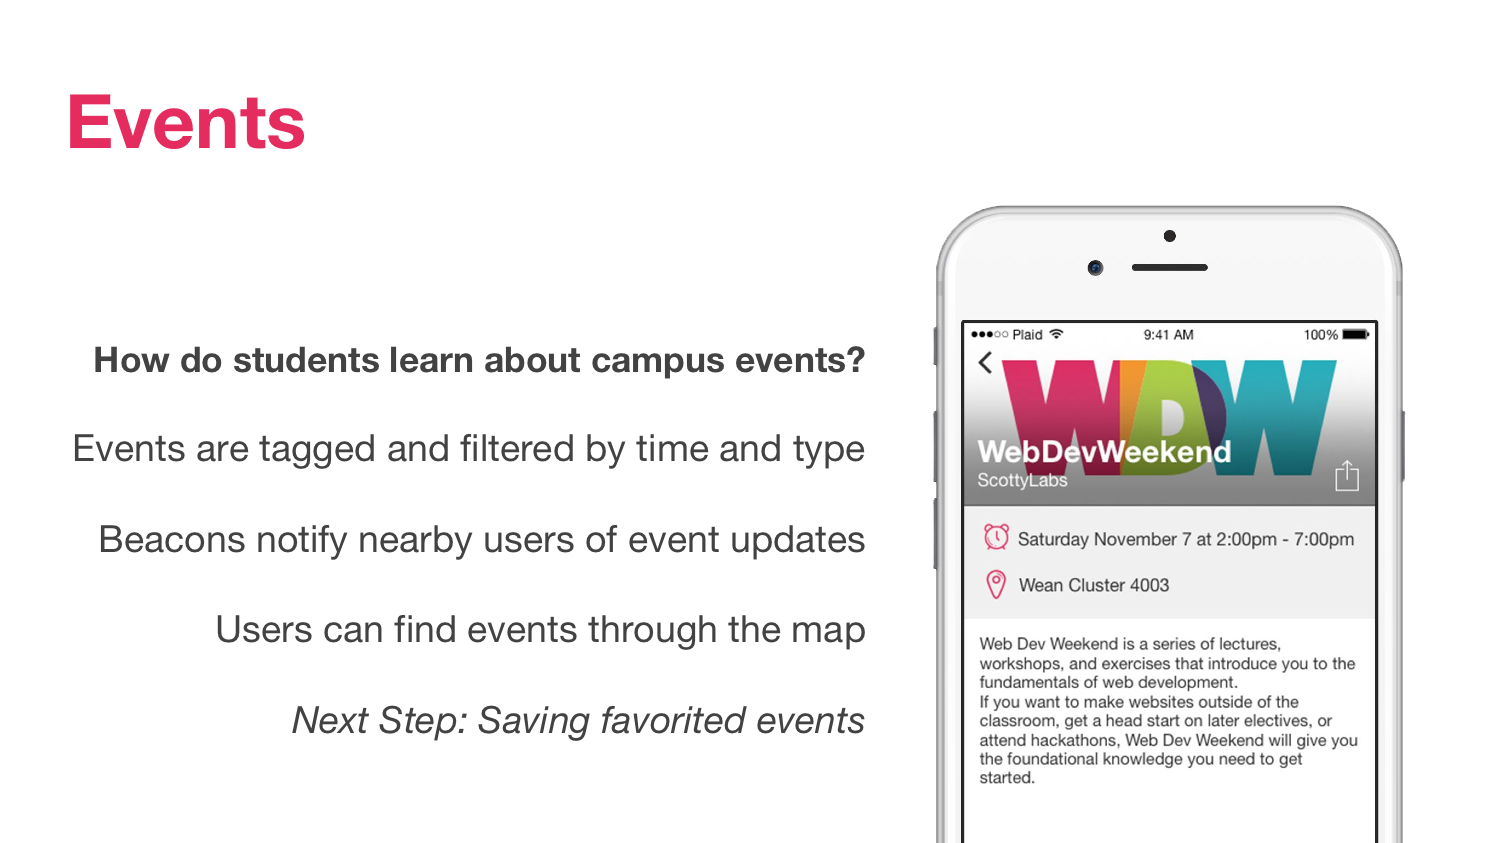 Events
How do students learn about campus events?
Events are tagged and filtered by time and type
Beacons notify nearby users of event updates
Users can find events through the map
Next Step: Saving favorited events
Plaid 9:41 AM 100%
WDW
WebDevWeekend
ScottyLabs
Saturday November 7 at 2:00pm - 7:00pm
Wean Cluster 4003
Web Dev Weekend is a series of lectures,
workshops, and exercises that introduce you to the
fundamentals of web development.
If you want to make websites outside of the
classroom, get a head start on later electives, or
attend hackathons, Web Dev Weekend will give you
the foundational knowledge you need to get
started.